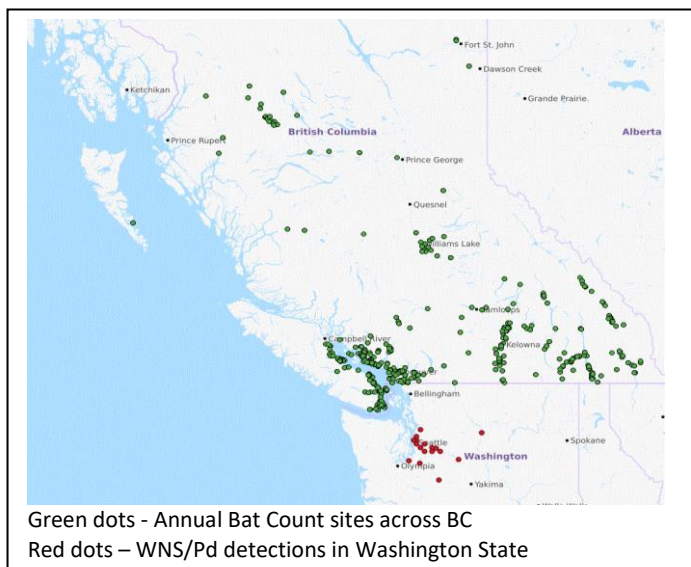 Fort St. John
Dawson Creek
Ketchikan
Grande Prairie.
British Columbia
Alberta
Prince Rupert
Prince George
Quesnel
illiams Lake
amloops
Campbell River
Kelowna
Bellingham
Seattle
Spokane
Washington
Olympia
Yakima
Green dots - Annual Bat Count sites across BC
Red dots – WNS/Pd detections in Washington State